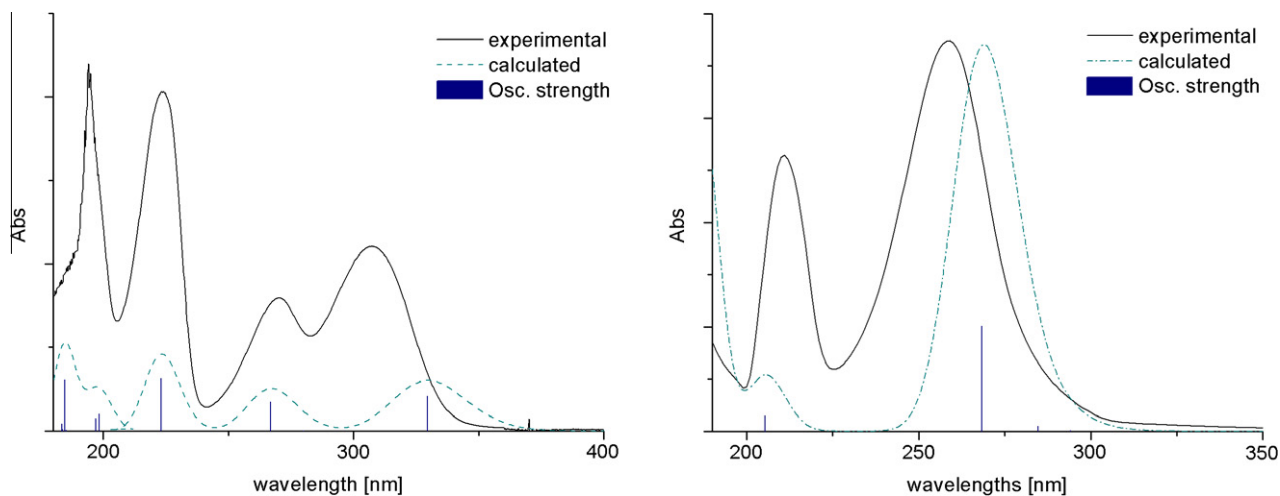 experimental
calculated
Osc. strength
Abs
200
300
400
wavelength [nm]
experimental
calculated
Osc. strength
Abs
200
250
300
350
wavelengths [nm]